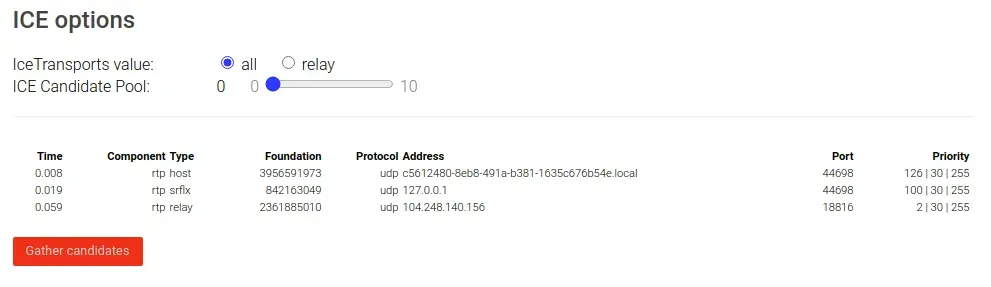 ICE options
IceTransports value: all relay
ICE Candidate Pool: 0 0 10
Time Component Type Foundation Protocol Address Port Priority
0.008 rtp host 3956591973 udp c5612480-8eb8-491a-b381-1635c676b54e.local 44698 126 | 30 | 255
0.019 rtp srflx 842163049 udp 127.0.0.1 44698 100 | 30 | 255
0.059 rtp relay 2361885010 udp 104.248.140.156 18816 2 | 30 | 255
Gather candidates